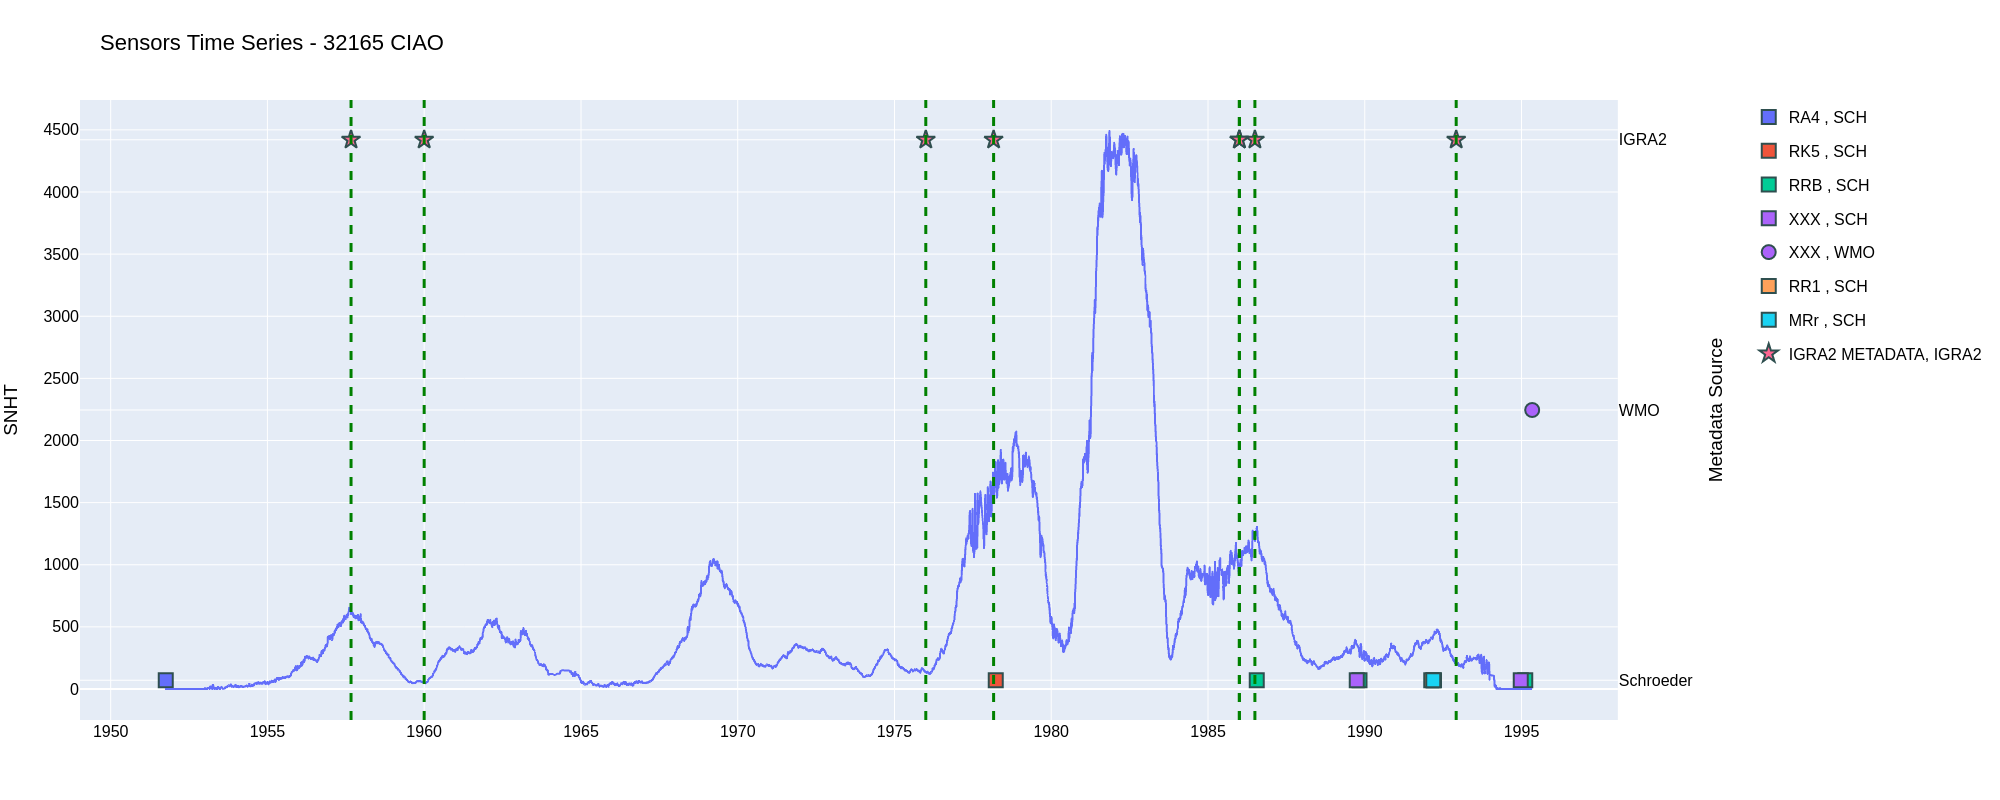 Sensors Time Series - 32165 CIAO
SNHT
4500
4000
3500
3000
2500
2000
1500
1000
500
0
1950 1955 1960 1965 1970 1975 1980 1985 1990 1995
IGRA2
WMO
Schroeder
Metadata Source
RA4 , SCH
RK5 , SCH
RRB , SCH
XXX , SCH
XXX , WMO
RR1 , SCH
MRr , SCH
IGRA2 METADATA, IGRA2